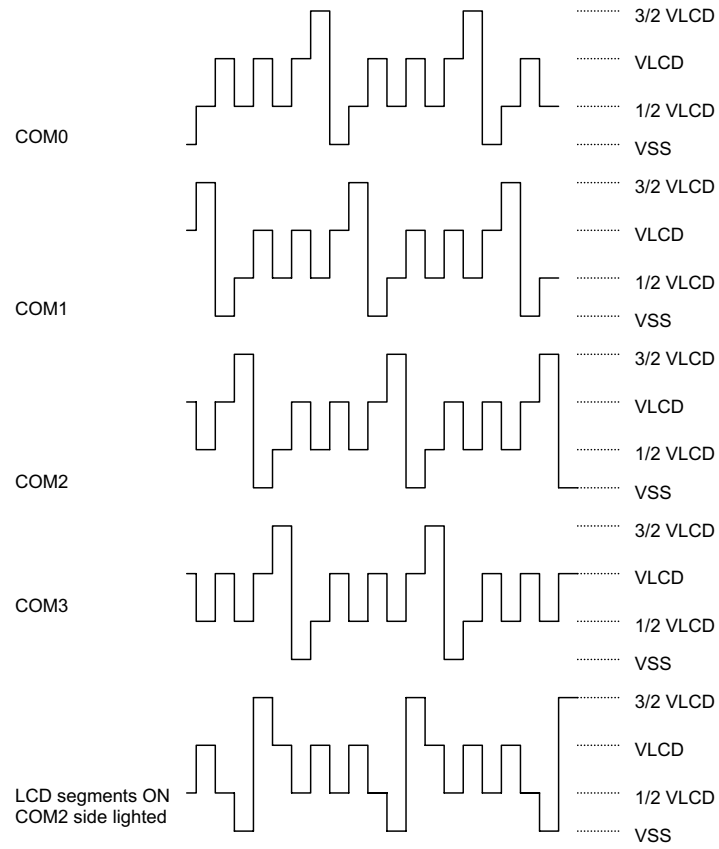 3/2 VLCD
VLCD
1/2 VLCD
COM0
VSS
3/2 VLCD
VLCD
1/2 VLCD
COM1
VSS
3/2 VLCD
VLCD
1/2 VLCD
COM2
VSS
3/2 VLCD
VLCD
COM3
1/2 VLCD
VSS
3/2 VLCD
VLCD
LCD segments ON
1/2 VLCD
COM2 side lighted
VSS